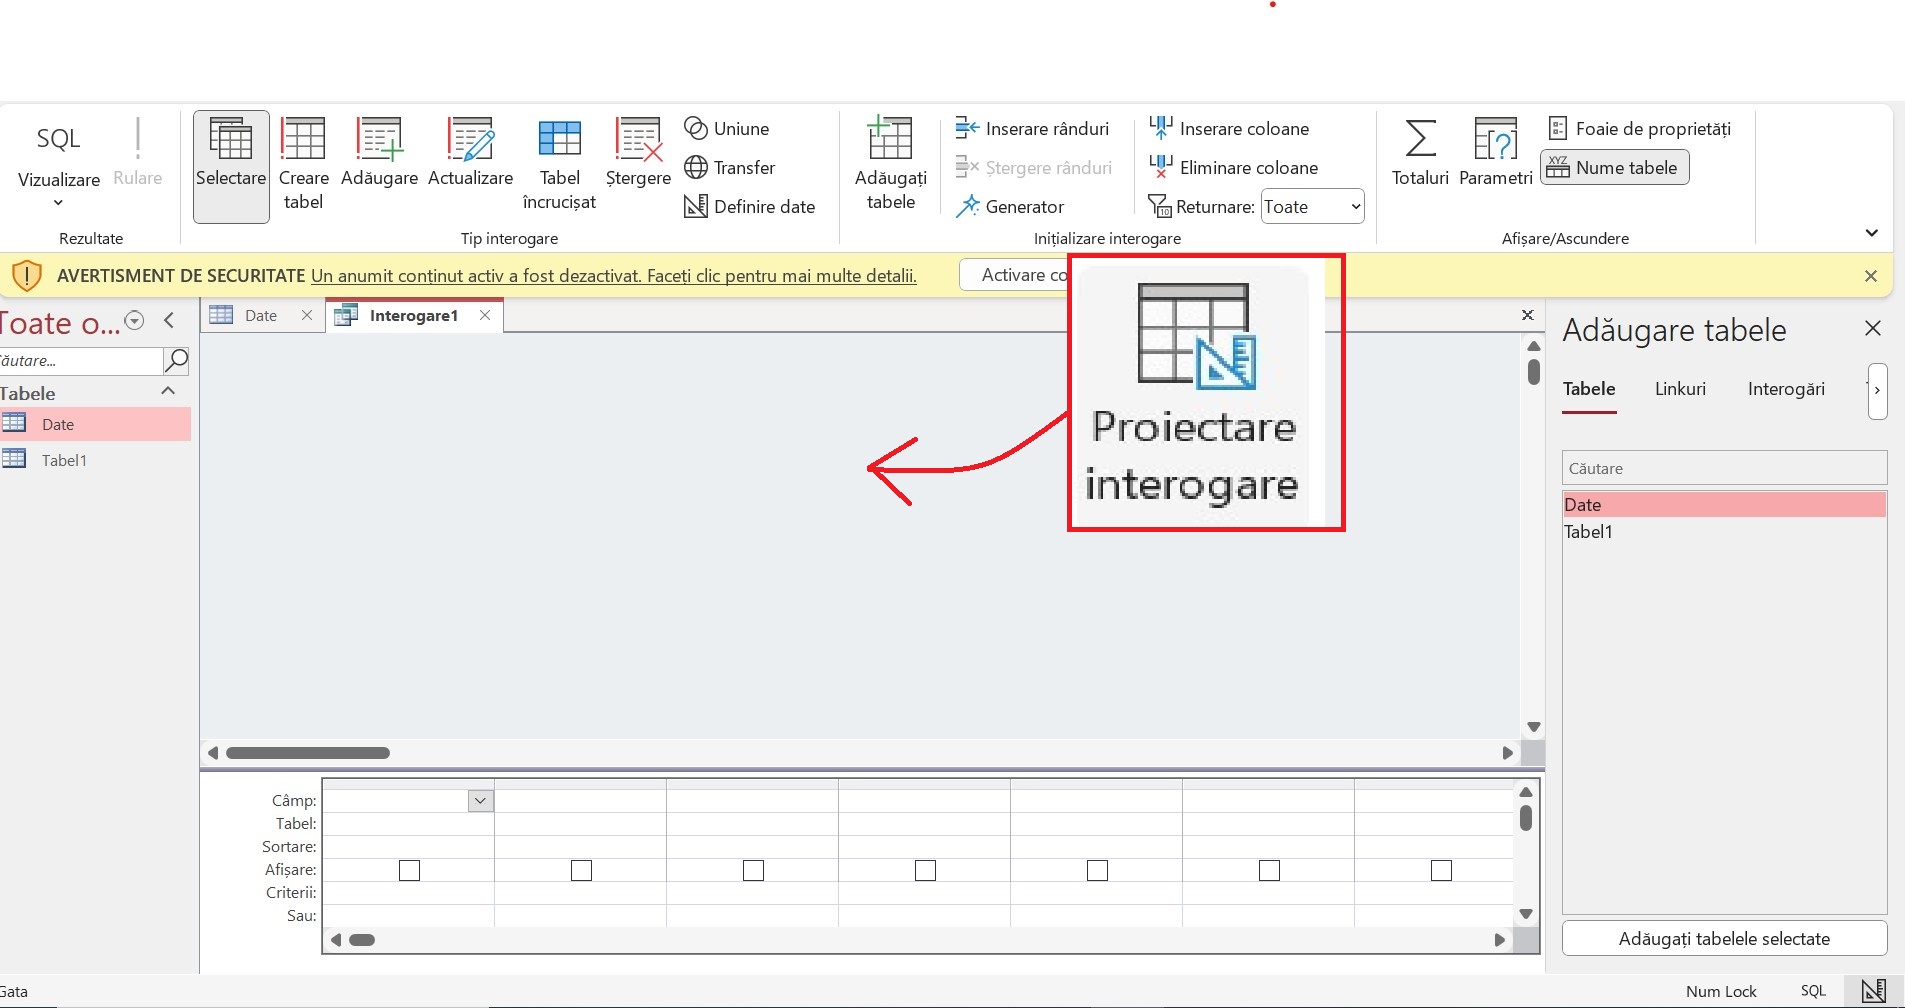 SQL
Vizualizare
Rulare
Rezultate
Selectare
Creare
tabel
Adăugare
Actualizare
Tabel
încrucișat
Ștergere
Uniune
Transfer
Definire date
Tip interogare
Adăugați
tabele
Inserare rânduri
Ștergere rânduri
Generator
Inserare coloane
Eliminare coloane
Returnare: Toate
Inițializare interogare
Totaluri
Parametri
Foaie de proprietăți
XYZ Nume tabele
Afișare/Ascundere
AVERTISMENT DE SECURITATE Un anumit conținut activ a fost dezactivat. Faceți clic pentru mai multe detalii.
Activare co
Toate o...
Căutare...
Tabele
Date
Tabel1
Date
Interogare1
Proiectare
interogare
Câmp:
Tabel:
Sortare:
Afișare:
Criterii:
Sau:
Adăugare tabele
Tabele Linkuri Interogări
Căutare
Date
Tabel1
Adăugați tabelele selectate
Gata
Num Lock SQL